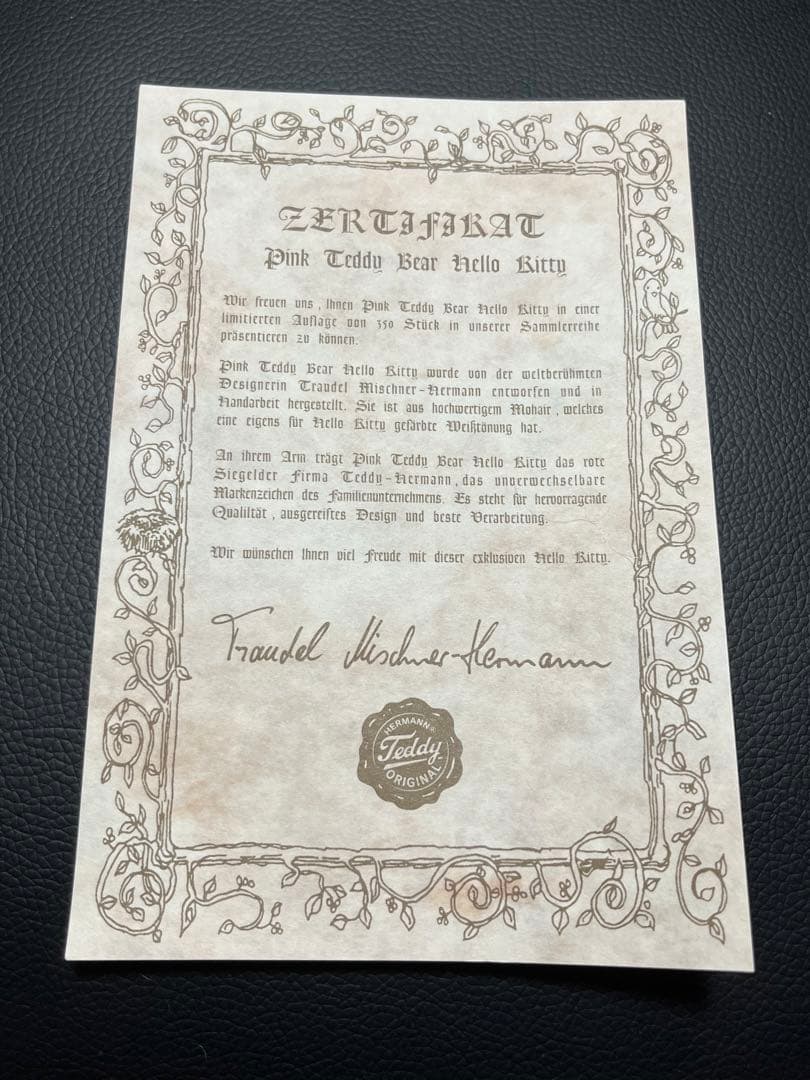 ZERTIFIKAT
Pink Teddy Bear Hello Kitty
Wir freuen uns , Ihnen Pink Teddy Bear Hello Kitty in einer
limitierten Auflage von 350 Stück in unserer Sammlerreihe
präsentieren zu können.
Pink Teddy Bear Hello Kitty wurde von der weltberühmten
Designerin Traudel Mischner-Hermann entworfen und in
Handarbeit hergestellt. Sie ist aus hochwertigem Mohair , welches
eine eigens für Hello Kitty gefärbte Weißtönung hat.
An ihrem Arm trägt Pink Teddy Bear Hello Kitty das rote
Siegelder Firma Teddy-Hermann, das unverwechselbare
Markenzeichen des Familienunternehmens. Es steht für hervorragende
Qualiltät , ausgereiftes Design und beste Verarbeitung.
Wir wünschen Ihnen viel Freude mit dieser exklusiven Hello Kitty.
Traudel Mischner-Hermann
HERMANN®
Teddy
ORIGINAL